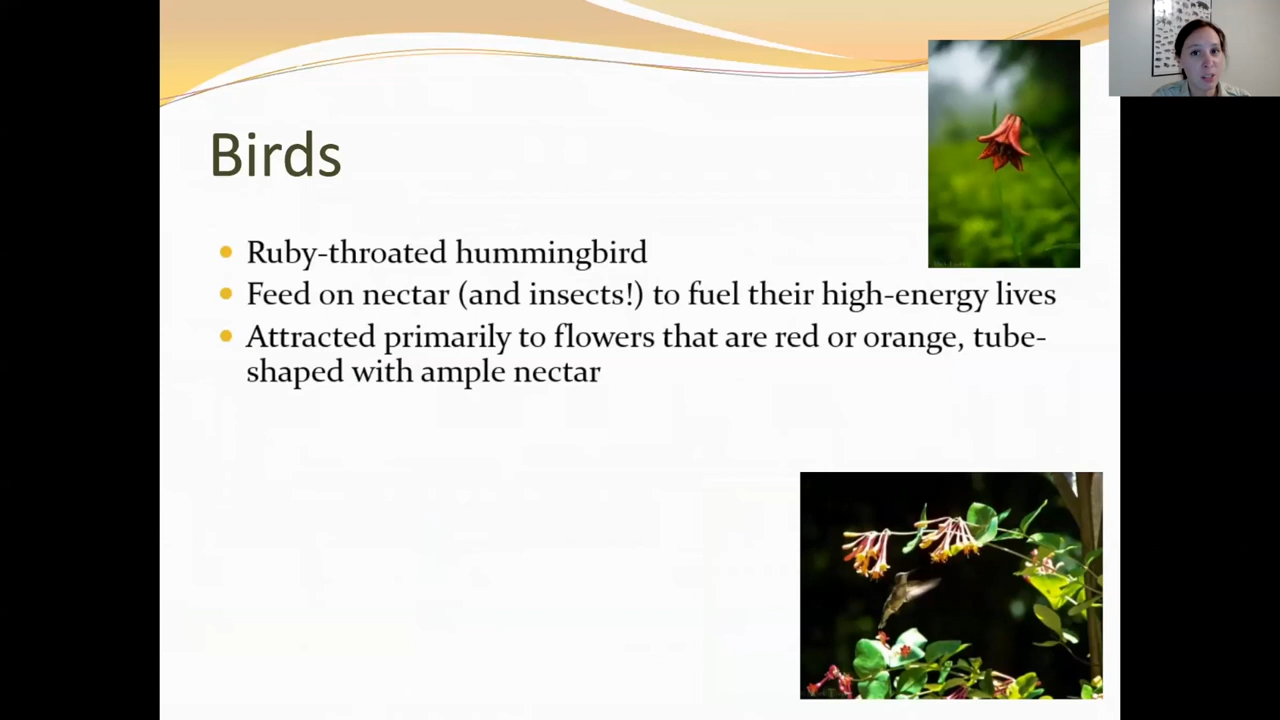 Birds
Ruby-throated hummingbird
Feed on nectar (and insects!) to fuel their high-energy lives
Attracted primarily to flowers that are red or orange, tube-
shaped with ample nectar